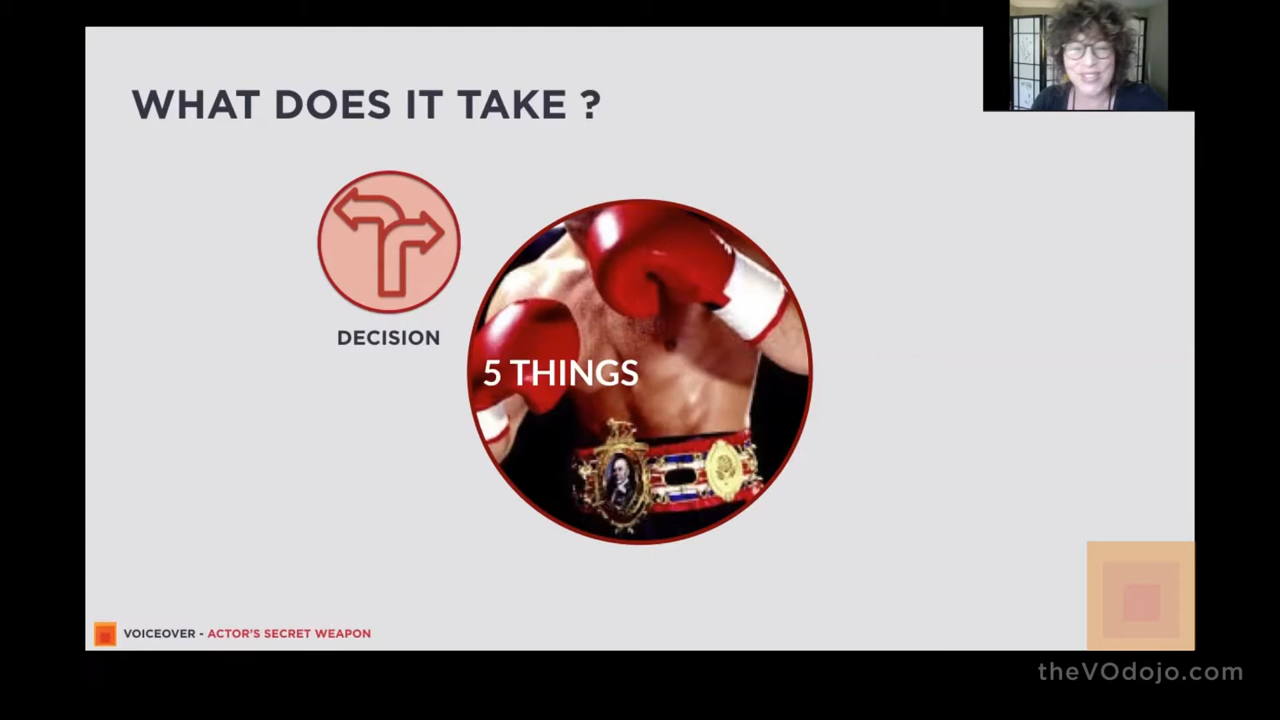 WHAT DOES IT TAKE ?
DECISION
5 THINGS
VOICEOVER - ACTOR'S SECRET WEAPON
theVOdojo.com